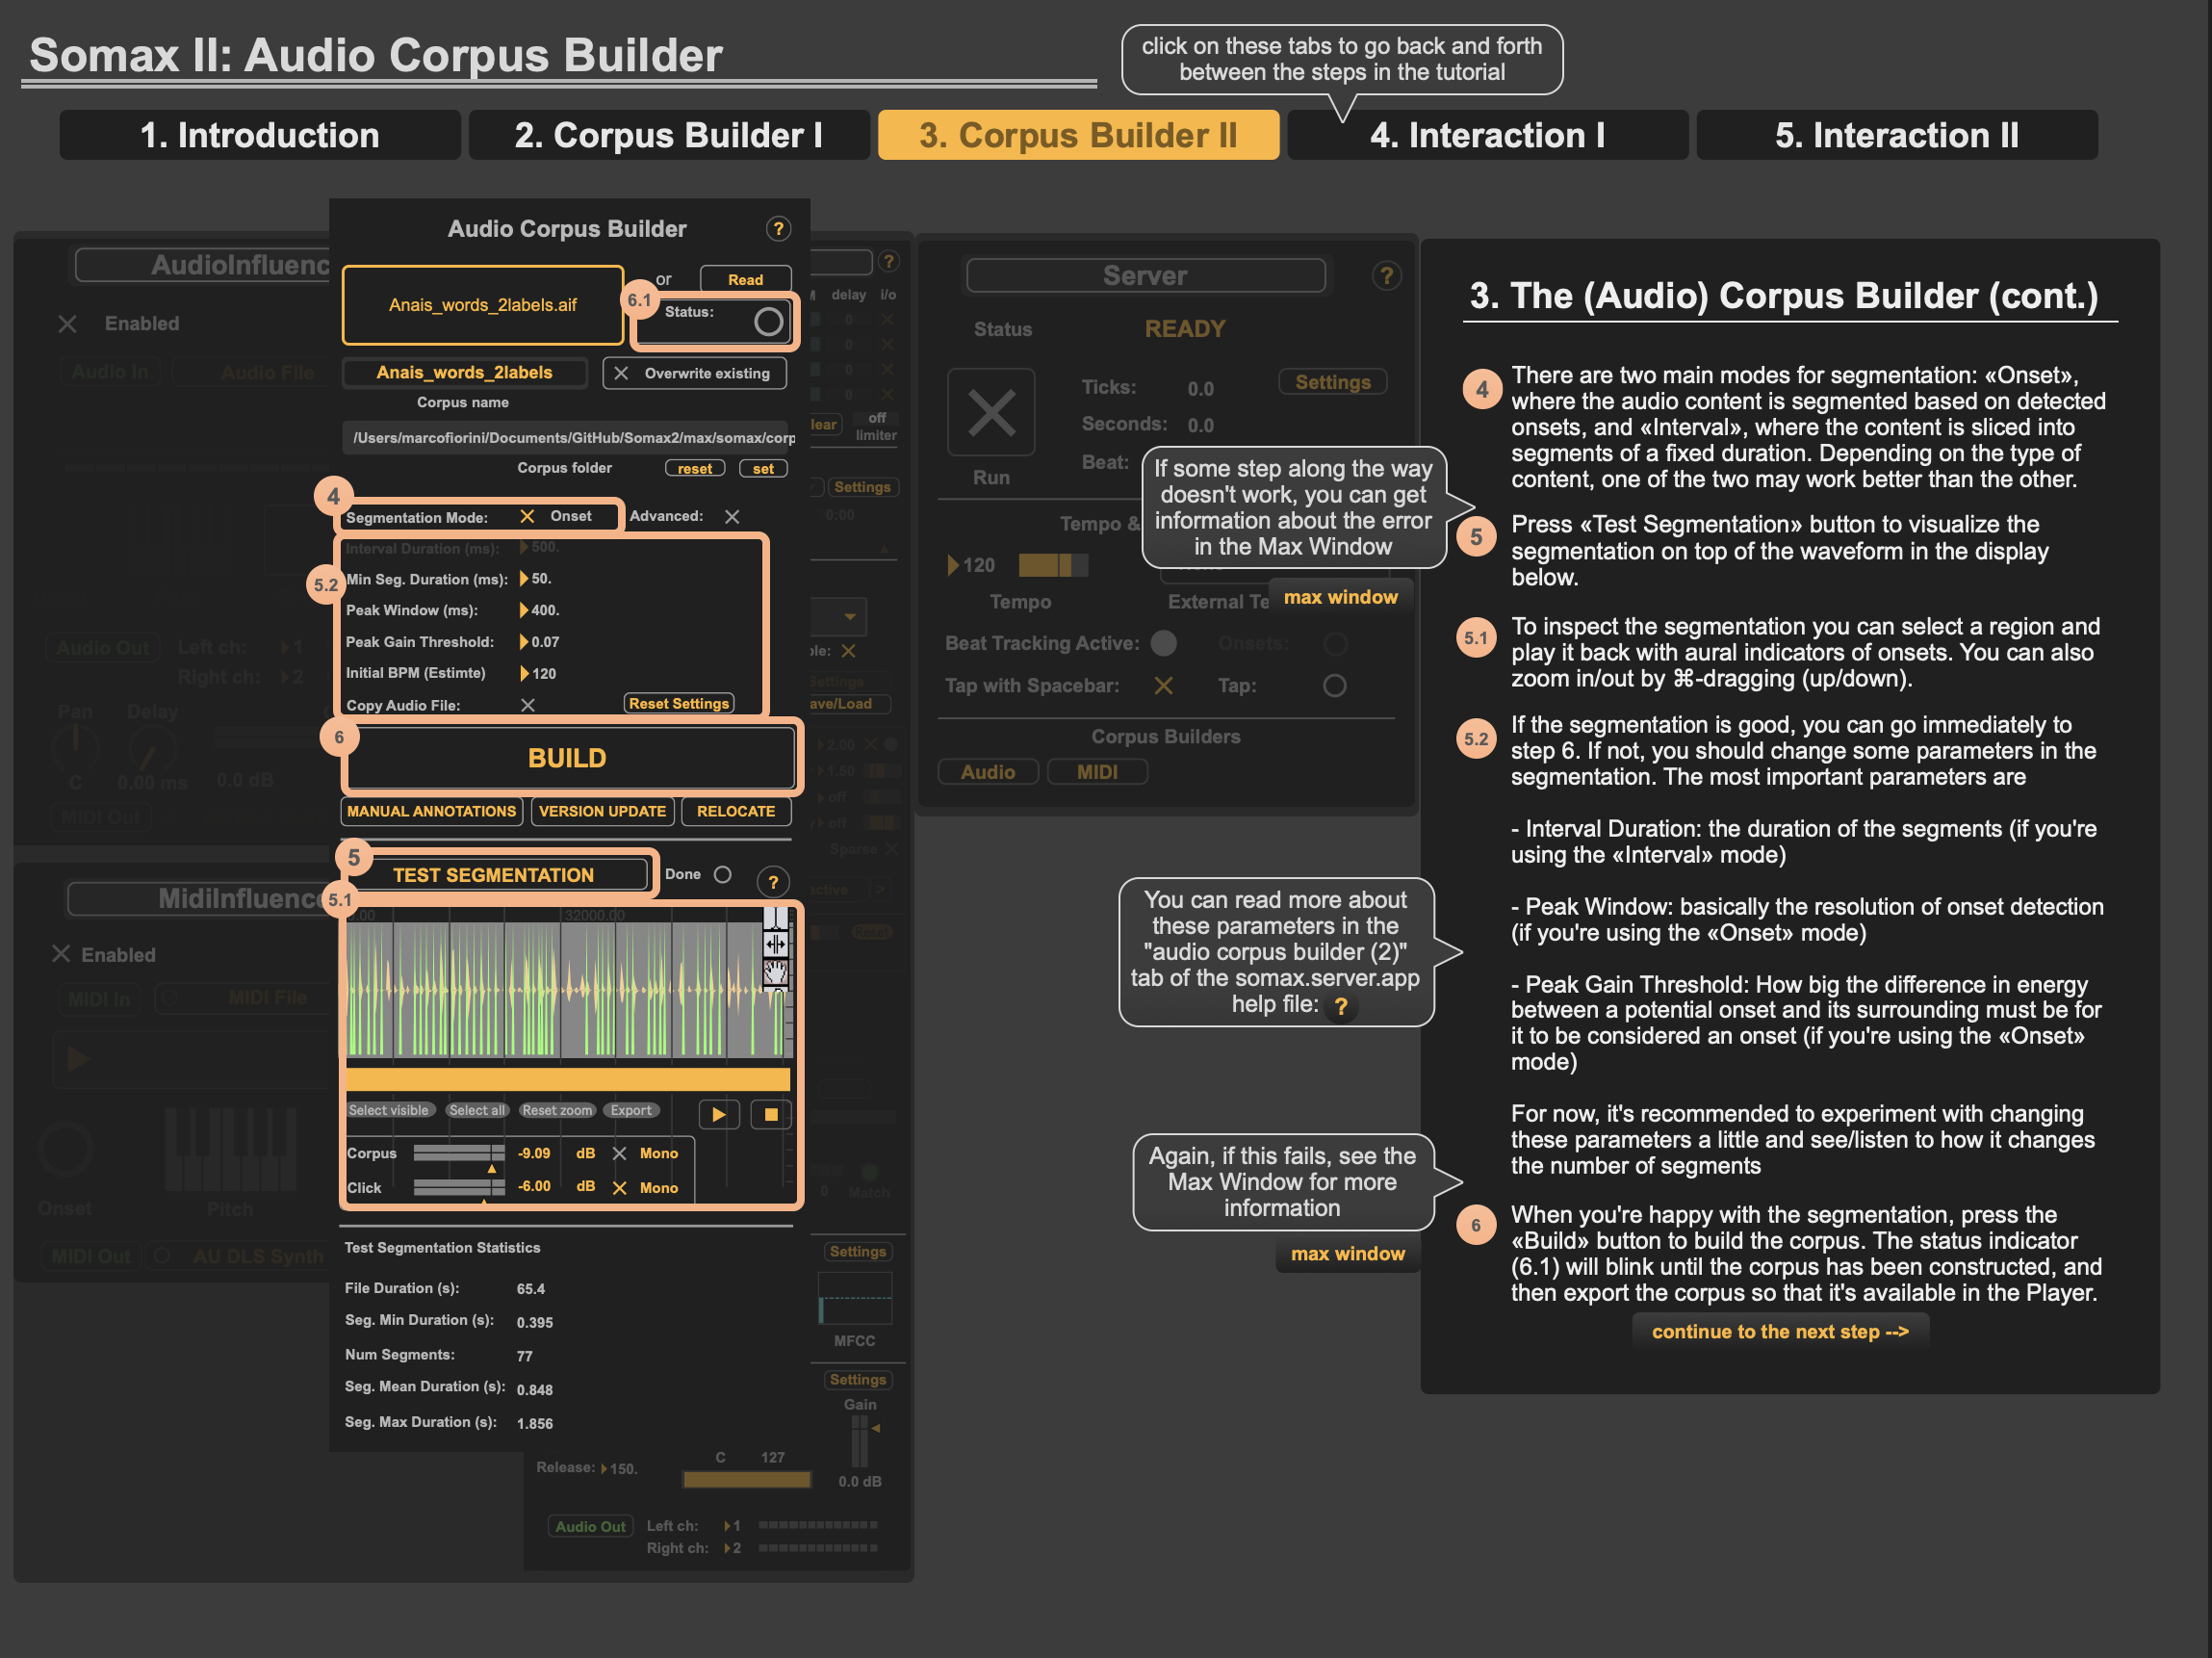 Somax II: Audio Corpus Builder
click on these tabs to go back and forth
between the steps in the tutorial
1. Introduction
2. Corpus Builder I
3. Corpus Builder II
4. Interaction I
5. Interaction II
Audio Corpus Builder
?
Anais_words_2labels.aif
or
Read
6.1
Status:
Anais_words_2labels
Overwrite existing
Corpus name
/Users/marcofiorini/Documents/GitHub/Somax2/max/somax/corp
Corpus folder
reset
set
4
Segmentation Mode:
Onset
Advanced:
Interval Duration (ms):
500.
5.2
Min Seg. Duration (ms):
50.
Peak Window (ms):
400.
Peak Gain Threshold:
0.07
Initial BPM (Estimte)
120
Copy Audio File:
Reset Settings
6
BUILD
MANUAL ANNOTATIONS
VERSION UPDATE
RELOCATE
5
TEST SEGMENTATION
Done
?
5.1
32000.00
Select visible
Select all
Reset zoom
Export
Corpus
-9.09
dB
Mono
Click
-6.00
dB
Mono
Test Segmentation Statistics
File Duration (s):
65.4
Seg. Min Duration (s):
0.395
Num Segments:
77
Seg. Mean Duration (s):
0.848
Seg. Max Duration (s):
1.856
AudioInfluenc
Enabled
Audio In
Audio File
Audio Out
Left ch:
1
Right ch:
2
Pan
Delay
C
0.00 ms
0.0 dB
MIDI Out
MidiInfluenc
Enabled
MIDI In
MIDI File
Onset
Pitch
MIDI Out
AU DLS Synth
?
delay
i/o
0
0
0
0
lear
off
limiter
Settings
0:00
ole:
Settings
ave/Load
2.00
1.50
off
off
Sparse
active
>
Reset
0
Match
Settings
MFCC
Settings
Gain
C
127
Release:
150.
0.0 dB
Audio Out
Left ch:
1
Right ch:
2
Server
?
Status
READY
Ticks:
0.0
Settings
Seconds:
0.0
Beat:
Run
Tempo &
120
Tempo
External Te
Beat Tracking Active:
Onsets:
Tap with Spacebar:
Tap:
Corpus Builders
Audio
MIDI
If some step along the way
doesn't work, you can get
information about the error
in the Max Window
max window
You can read more about
these parameters in the
"audio corpus builder (2)"
tab of the somax.server.app
help file: ?
Again, if this fails, see the
Max Window for more
information
max window
3. The (Audio) Corpus Builder (cont.)
4
There are two main modes for segmentation: «Onset»,
where the audio content is segmented based on detected
onsets, and «Interval», where the content is sliced into
segments of a fixed duration. Depending on the type of
content, one of the two may work better than the other.
5
Press «Test Segmentation» button to visualize the
segmentation on top of the waveform in the display
below.
5.1
To inspect the segmentation you can select a region and
play it back with aural indicators of onsets. You can also
zoom in/out by ⌘-dragging (up/down).
5.2
If the segmentation is good, you can go immediately to
step 6. If not, you should change some parameters in the
segmentation. The most important parameters are
- Interval Duration: the duration of the segments (if you're
using the «Interval» mode)
- Peak Window: basically the resolution of onset detection
(if you're using the «Onset» mode)
- Peak Gain Threshold: How big the difference in energy
between a potential onset and its surrounding must be for
it to be considered an onset (if you're using the «Onset»
mode)
For now, it's recommended to experiment with changing
these parameters a little and see/listen to how it changes
the number of segments
6
When you're happy with the segmentation, press the
«Build» button to build the corpus. The status indicator
(6.1) will blink until the corpus has been constructed, and
then export the corpus so that it's available in the Player.
continue to the next step -->